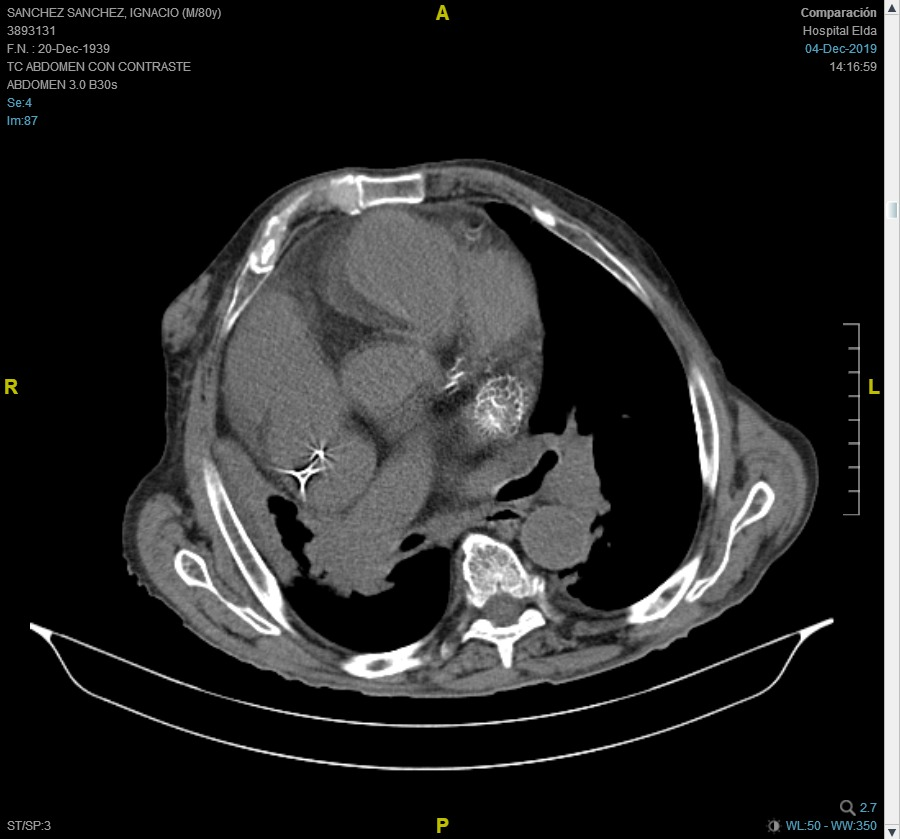 SANCHEZ SANCHEZ, IGNACIO (M/80y)
3893131
F.N. : 20-Dec-1939
TC ABDOMEN CON CONTRASTE
ABDOMEN 3.0 B30s
Se:4
Im:87
A
Comparación
Hospital Elda
04-Dec-2019
14:16:59
R
L
ST/SP:3
P
2.7
WL:50 - WW:350